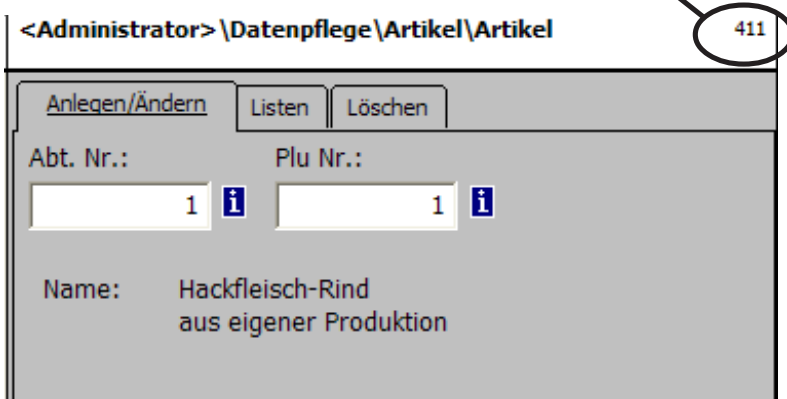 <Administrator>\Datenpflege\Artikel\Artikel 411
Anlegen/Ändern Listen Löschen
Abt. Nr.: Plu Nr.:
1 i 1 i
Name: Hackfleisch-Rind
aus eigener Produktion